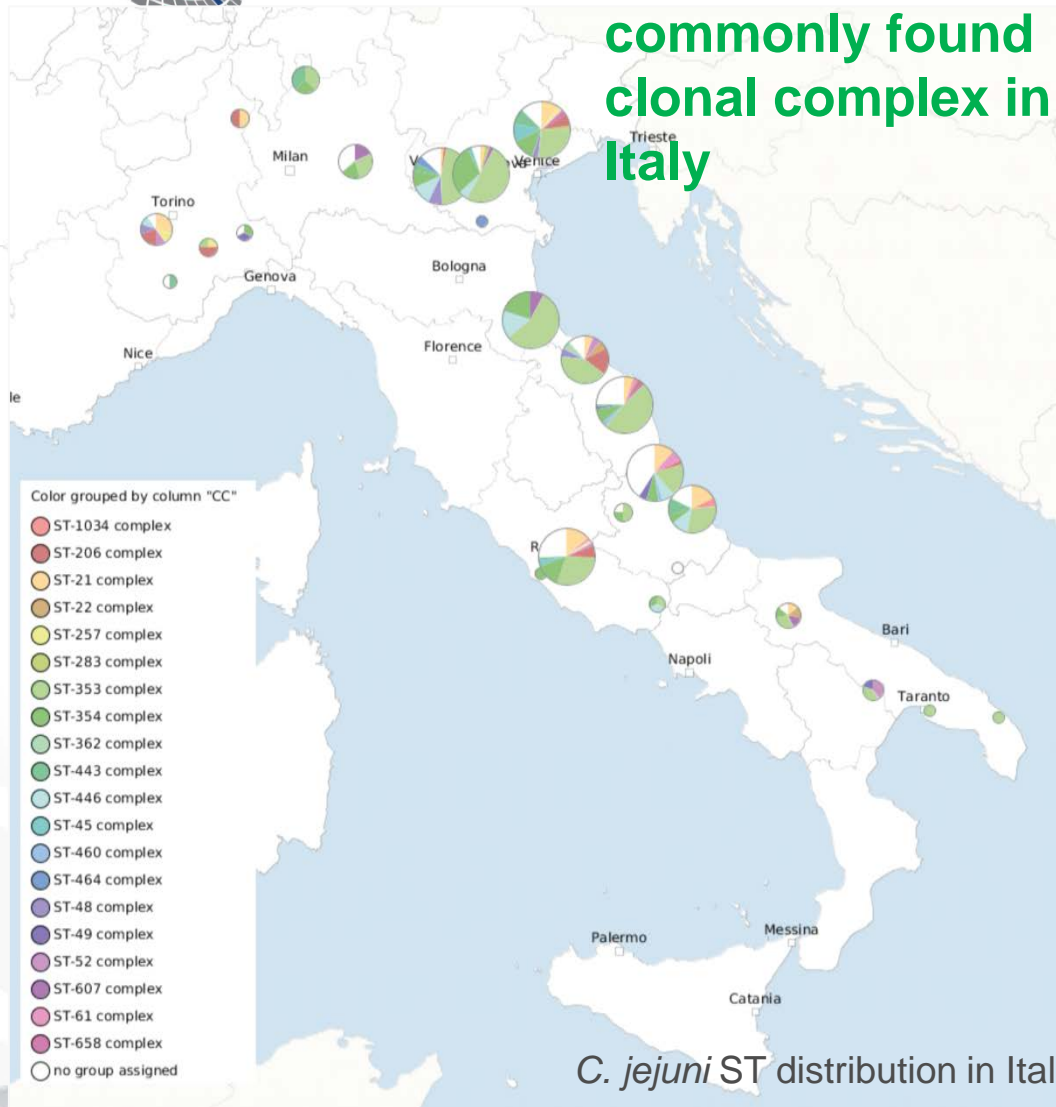 commonly found
clonal complex in
Italy
Trieste
Milan
Venice
Torino
Bologna
Genova
Florence
Nice
Bari
Napoli
Taranto
Palermo
Messina
Catania
Color grouped by column "CC"
ST-1034 complex
ST-206 complex
ST-21 complex
ST-22 complex
ST-257 complex
ST-283 complex
ST-353 complex
ST-354 complex
ST-362 complex
ST-443 complex
ST-446 complex
ST-45 complex
ST-460 complex
ST-464 complex
ST-48 complex
ST-49 complex
ST-52 complex
ST-607 complex
ST-61 complex
ST-658 complex
no group assigned
C. jejuni ST distribution in Ital